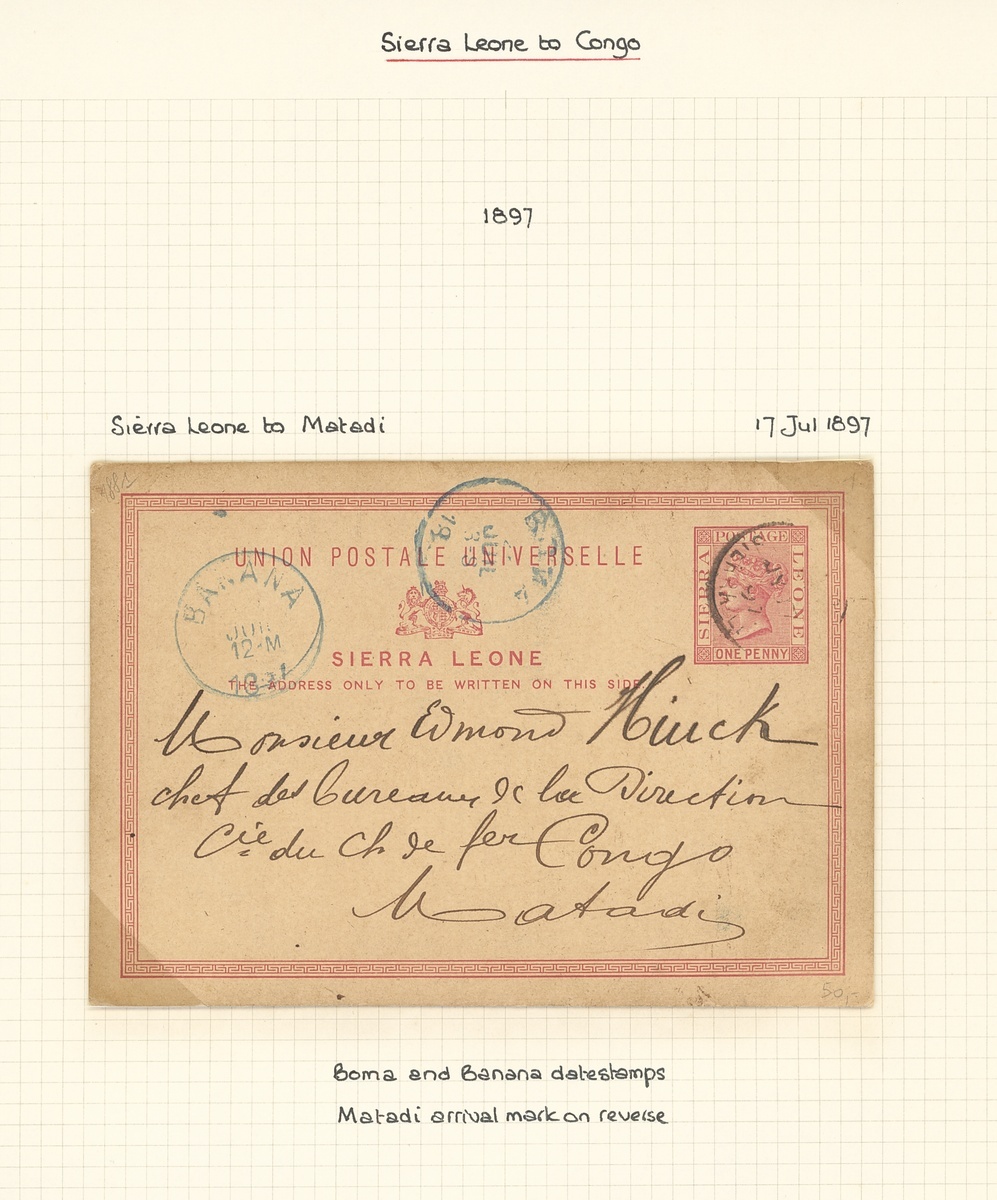 Sierra Leone to Congo
1897
Sierra Leone to Matadi
17 Jul 1897
UNION POSTALE UNIVERSELLE
SIERRA LEONE
THE ADDRESS ONLY TO BE WRITTEN ON THIS SIDE.
POSTAGE
SIERRA LEONE
ONE PENNY
BANANA
JUIL
12-M
JUIL
Monsieur Edmond Hinck
chef des bureaux de la Direction
Cie du Ch de fer Congo
Matadi
50,-
Boma and Banana datestamps
Matadi arrival mark on reverse